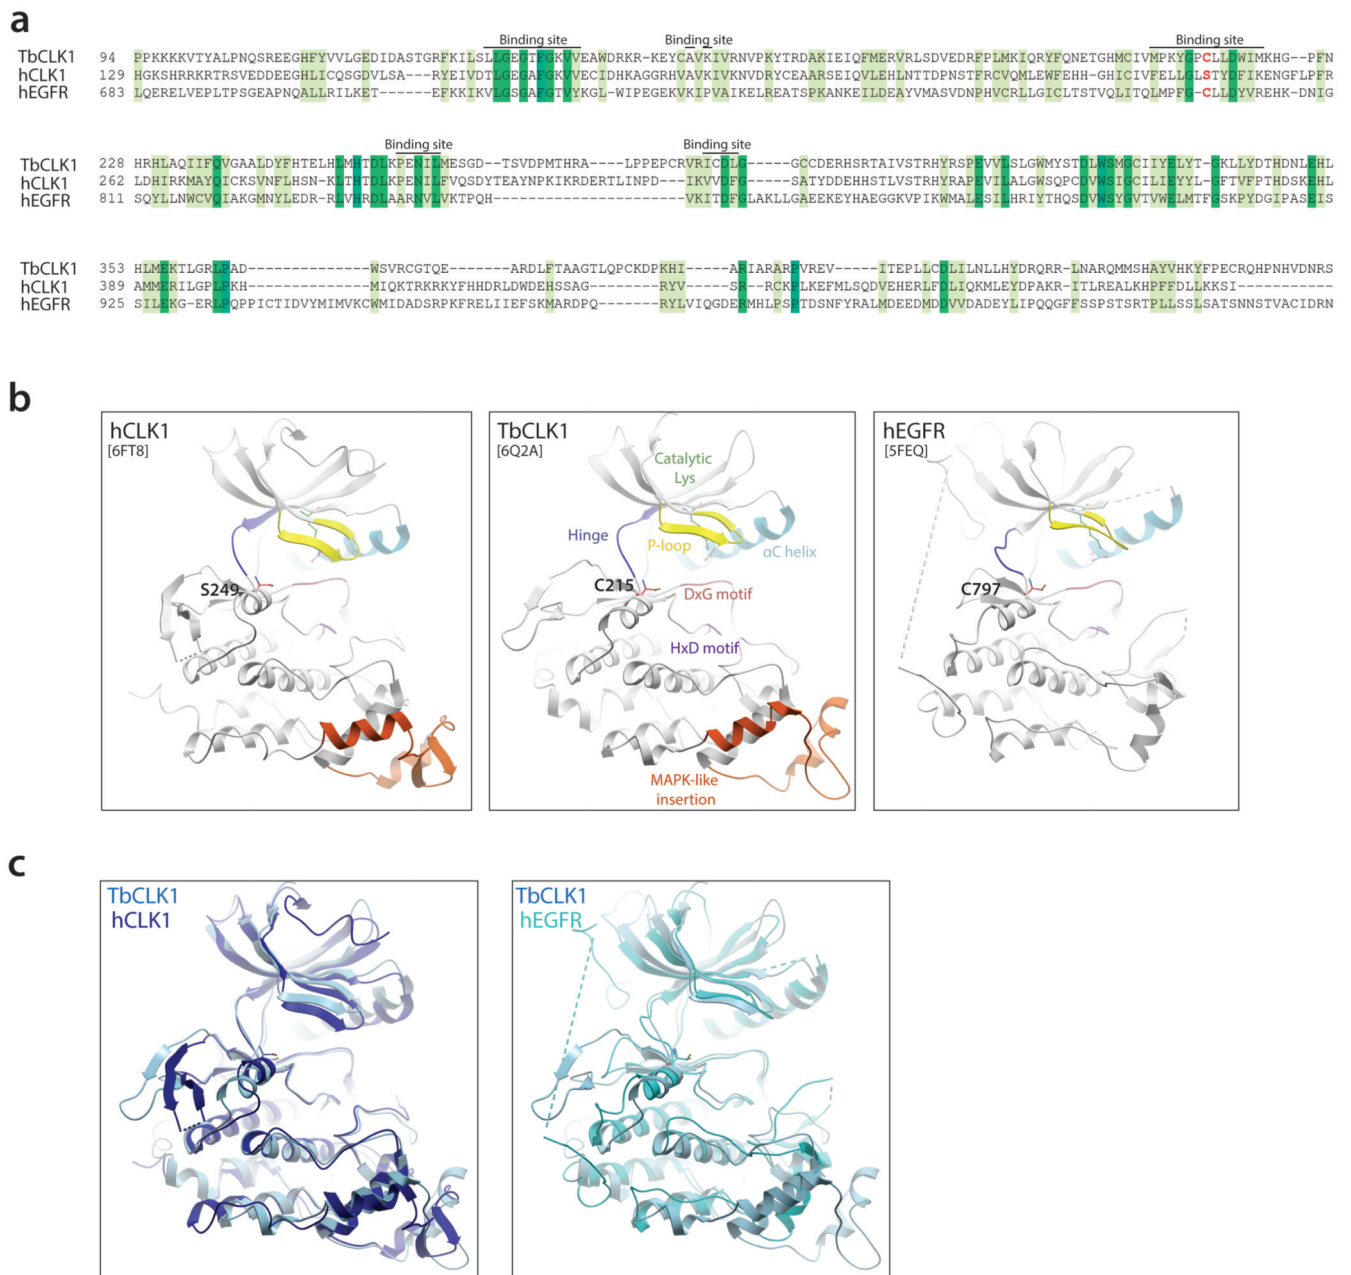 a
Binding site Binding site Binding site
TbCLK1 94 PPKKKKVTYALPNQSREEGHFYVVLGEDIDASTGRFKILSLLGEGTFGKVVEAWDRKRK-EYCAVKIVRNVPKYTRDAKIEIQFMERVRLSDVEDRFPLMKIQRYFQNETGHMCIVMPKYGPCLLDWIMKHG--PFN
hCLK1 129 HGKSHRRKRTRSVEDDEEGHLICQSGDVLSA---RYEIVDTLGEGAFGKVVECIDHKAGGRHVAVKIVKNVDRYCEAARSEIQVLEHLNTTDPNSTFRCVQMLEWFEHH-GHICIVFELLGLSTYDFIKENGFLPFR
hEGFR 683 LQERELVEPLTPSGEAPNQALLRILKET------EFKKIKVLGSGAFGTVYKGL-WIPEGEKVKIPVAIKELREATSPKANKEILDEAYVMASVDNPHVCRLLGICLTSTVQLITQLMPFG-CLLDYVREHK-DNIG
Binding site Binding site
TbCLK1 228 HRHLAQIIFQVGAALDYFHTELHLMHTDLKPENILMESGD--TSVDPMTHRA---LPPEPCRVRICDLG-----GCCDERHSRTAIVSTRHYRSPEVVLSLGWMYSTDLWSMGCIIYELYT-GKLLYDTHDNLEHL
hCLK1 262 LDHIRKMAYQICKSVNFLHSN-KLTHTDLKPENILFVQSDYTEAYNPKIKRDERTLINPD---IKVVDFG-----SATYDDEHHSTLVSTRHYRAPEVILALGWSQPCDVWSIGCILIEYYL-GFTVFPTHDSKEHL
hEGFR 811 SQYLLNWCVQIAKGMNYLEDR-RLVHRDLAARNVLVKTPQH----------------------VKITDFGLAKLLGAEEKEYHAEGGKVPIKWMALESILHRIYTHQSDVWSYGVTVWELMTFGSKPYDGIPASEIS
TbCLK1 353 HLMEKTLGRLPAD--------------WSVRCGTQE-------ARDLFTAAGTLQPCKDPKHI-----ARIARARPVREV-----ITEPLLCDLILNLLHYDRQRR-LNARQMMSHAYVHKYFPECRQHPNHVDNRS
hCLK1 389 AMMERILGPLPKH--------------MIQKTRKRKYFHHDRLDWDEHSSAG--------RYV-----SR--RCKPLKEFMLSQDVEHERLFDLIQKMLEYDPAKR-ITLREALKHPFFDLLKKSI-----------
hEGFR 925 SILEKG-ERLPQPPICTIDVYMIMVKCWMIDADSRPKFRELIIEFSKMARDPQ-------RYLVIQGDERMHLPSPTDSNFYRALMDEEDMDDVVDADEYLIPQQGFFSSPSTSRTPLLSSLSATSNNSTVACIDRN
b
hCLK1
[6FT8]
S249
TbCLK1
[6Q2A]
Catalytic
Lys
Hinge
P-loop
αC helix
C215
DxG motif
HxD motif
MAPK-like
insertion
hEGFR
[5FEQ]
C797
c
TbCLK1
hCLK1
TbCLK1
hEGFR